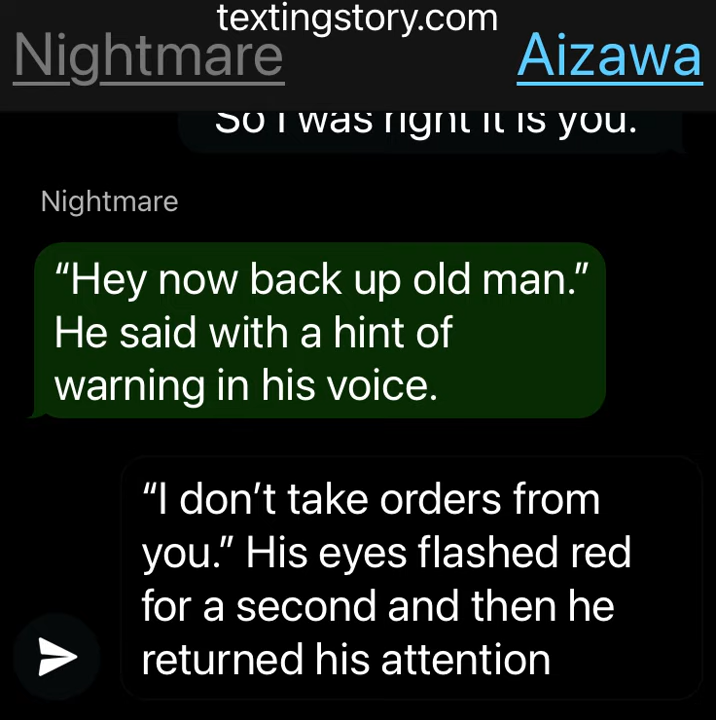 textingstory.com
Nightmare
Aizawa
So I was right it is you.
Nightmare
“Hey now back up old man.”
He said with a hint of
warning in his voice.
“I don’t take orders from
you.” His eyes flashed red
for a second and then he
returned his attention